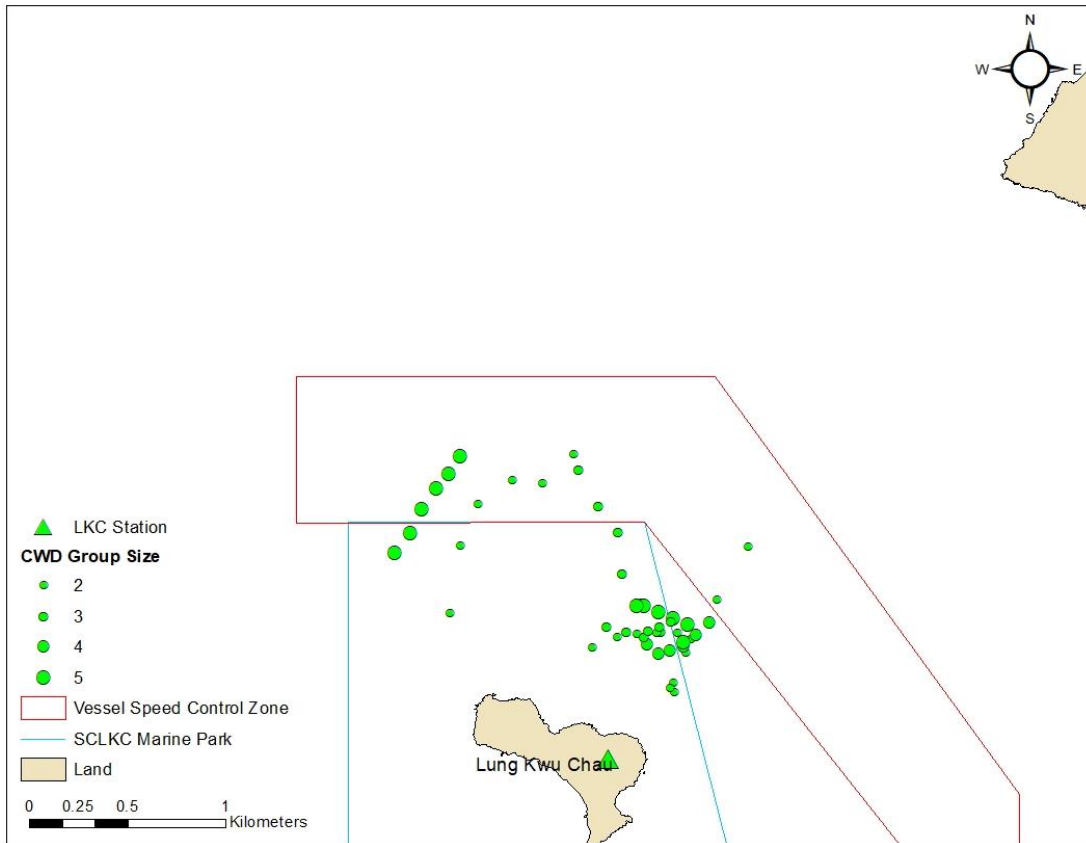 N
W E
S
LKC Station
CWD Group Size
2
3
4
5
Vessel Speed Control Zone
SCLKC Marine Park
Land
Lung Kwu Chau
0 0.25 0.5 1
Kilometers